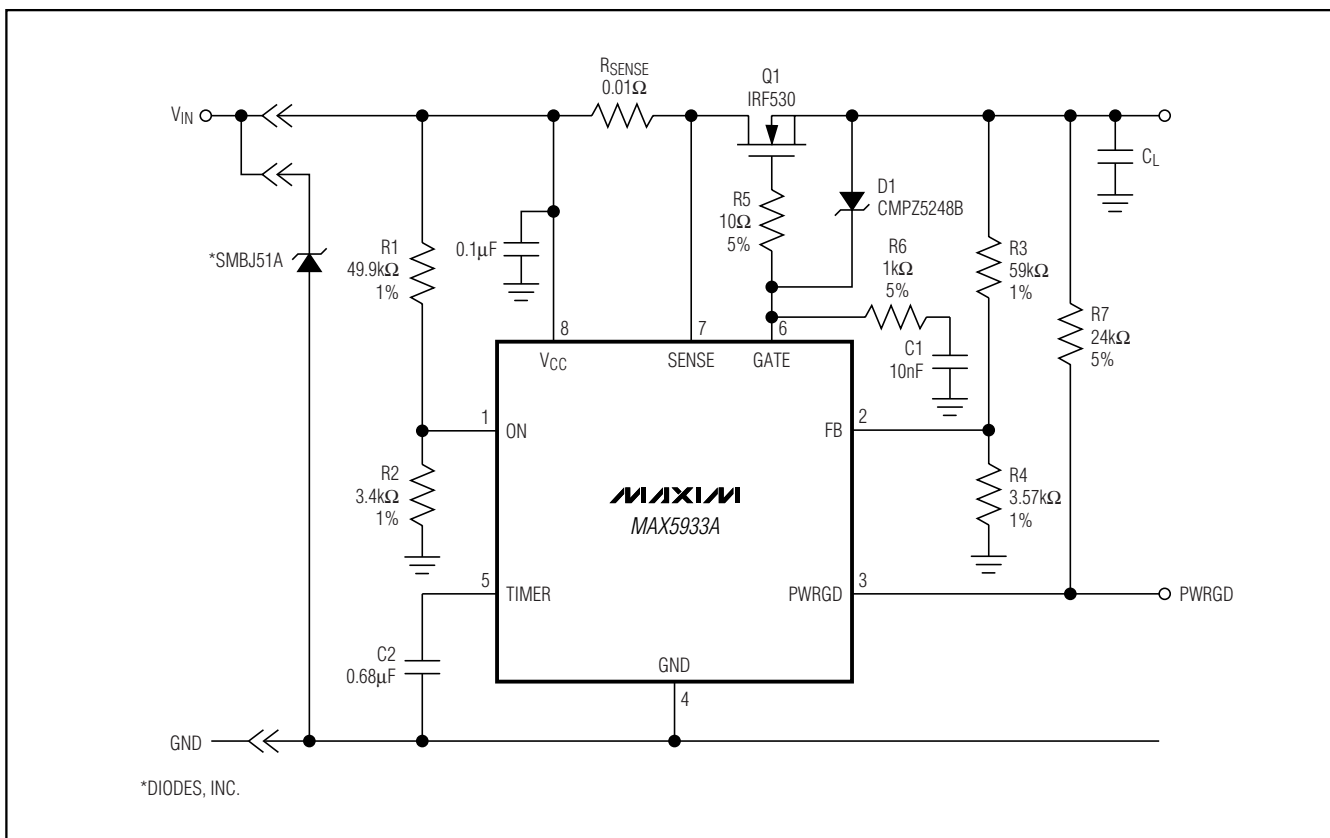 RSENSE
0.01Ω
Q1
IRF530
VIN
CL
D1
CMPZ5248B
R5
10Ω
5%
R6
1kΩ
5%
R3
59kΩ
1%
R7
24kΩ
5%
*SMBJ51A
R1
49.9kΩ
1%
0.1µF
8
7
6
C1
10nF
VCC
SENSE
GATE
1
ON
2
FB
R2
3.4kΩ
1%
MAXIM
MAX5933A
R4
3.57kΩ
1%
5
TIMER
3
PWRGD
PWRGD
C2
0.68µF
GND
4
GND
*DIODES, INC.